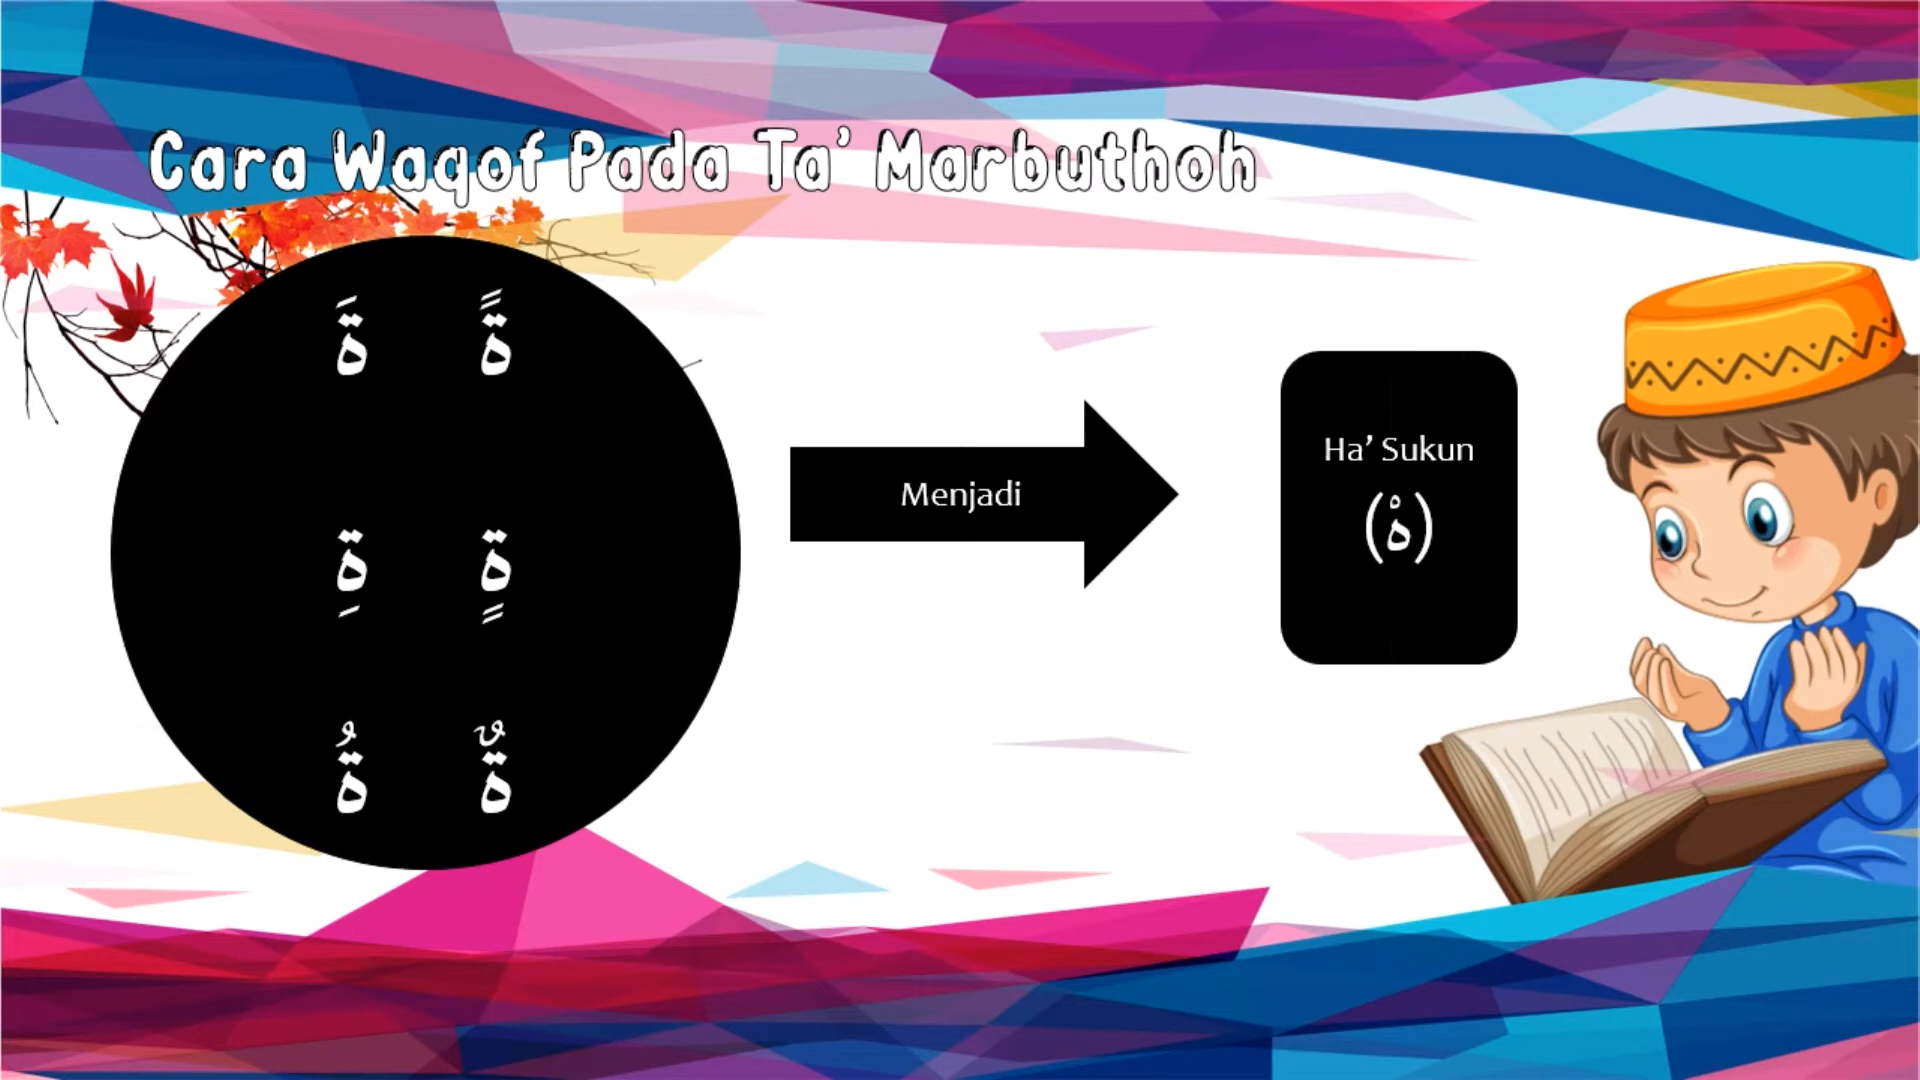 Cara Waqof Pada Ta’ Marbuthoh
ةً ةَ
ةٍ ةِ
ةٌ ةُ
Menjadi
Ha’ Sukun
(هْ)